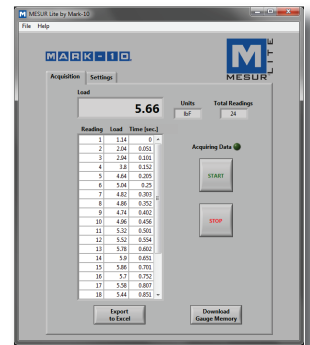 MESUR Lite by Mark-10
File Help
MARK-10
M
MESUR
LITE
Acquisition Settings
Load
5.66
Units
lbF
Total Readings
24
Reading Load Time [sec.]
1 1.14 0
2 2.04 0.051
3 2.94 0.101
4 3.8 0.152
5 4.64 0.205
6 5.04 0.25
7 4.82 0.303
8 4.86 0.352
9 4.74 0.402
10 4.96 0.456
11 5.32 0.501
12 5.52 0.554
13 5.78 0.602
14 5.9 0.651
15 5.86 0.701
16 5.7 0.752
17 5.58 0.807
18 5.44 0.851
Acquiring Data
START
STOP
Export
to Excel
Download
Gauge Memory